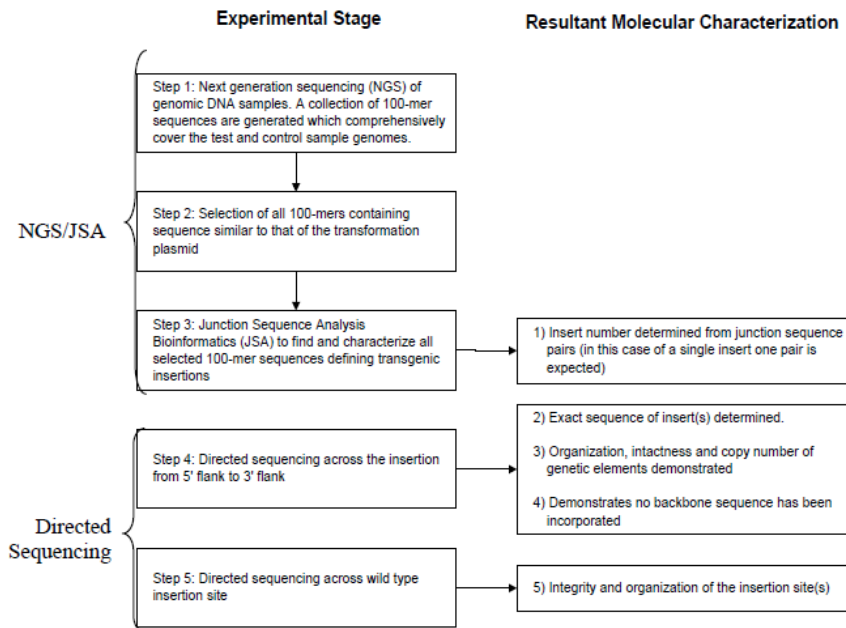 Experimental Stage
Resultant Molecular Characterization
Step 1: Next generation sequencing (NGS) of
genomic DNA samples. A collection of 100-mer
sequences are generated which comprehensively
cover the test and control sample genomes.
NGS/JSA
Step 2: Selection of all 100-mers containing
sequence similar to that of the transformation
plasmid
Step 3: Junction Sequence Analysis
Bioinformatics (JSA) to find and characterize all
selected 100-mer sequences defining transgenic
insertions
1) Insert number determined from junction sequence
pairs (in this case of a single insert one pair is
expected)
Directed
Sequencing
Step 4: Directed sequencing across the insertion
from 5' flank to 3' flank
2) Exact sequence of insert(s) determined.
3) Organization, intactness and copy number of
genetic elements demonstrated
4) Demonstrates no backbone sequence has been
incorporated
Step 5: Directed sequencing across wild type
insertion site
5) Integrity and organization of the insertion site(s)